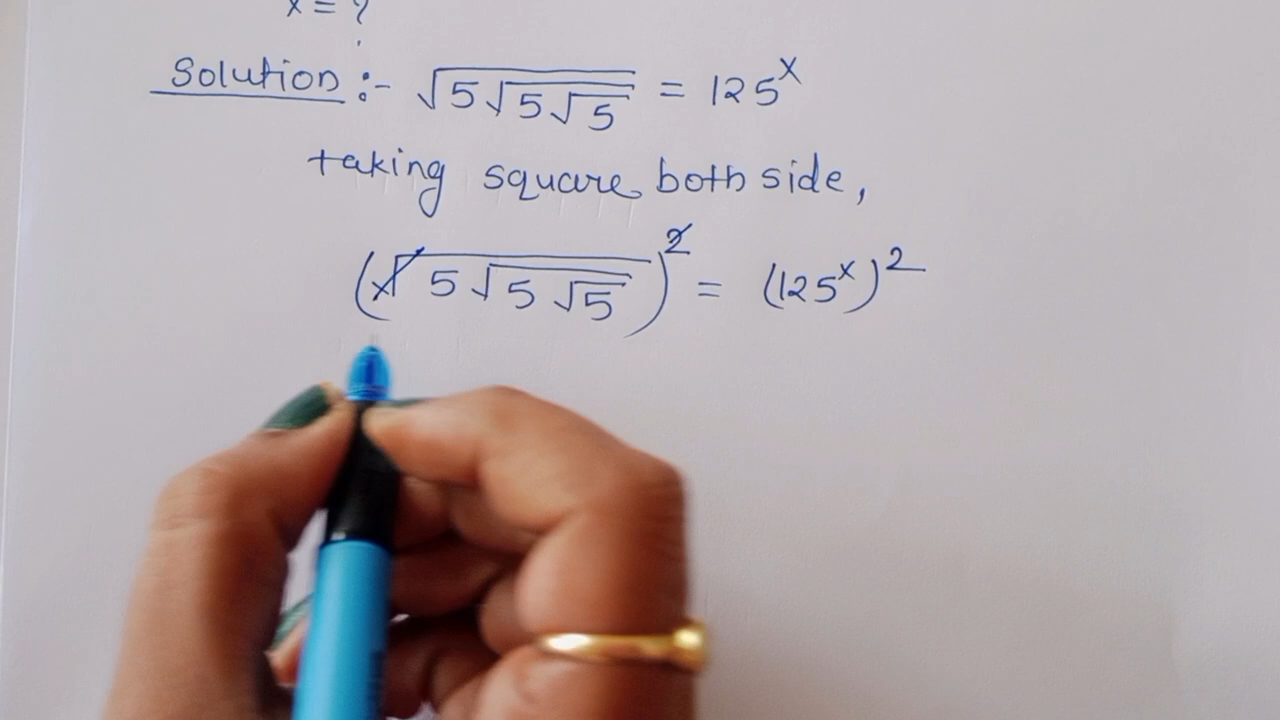 x = ?
Solution :- √5√5√5 = 125^x
taking square both side,
(√5√5√5)^2 = (125^x)^2